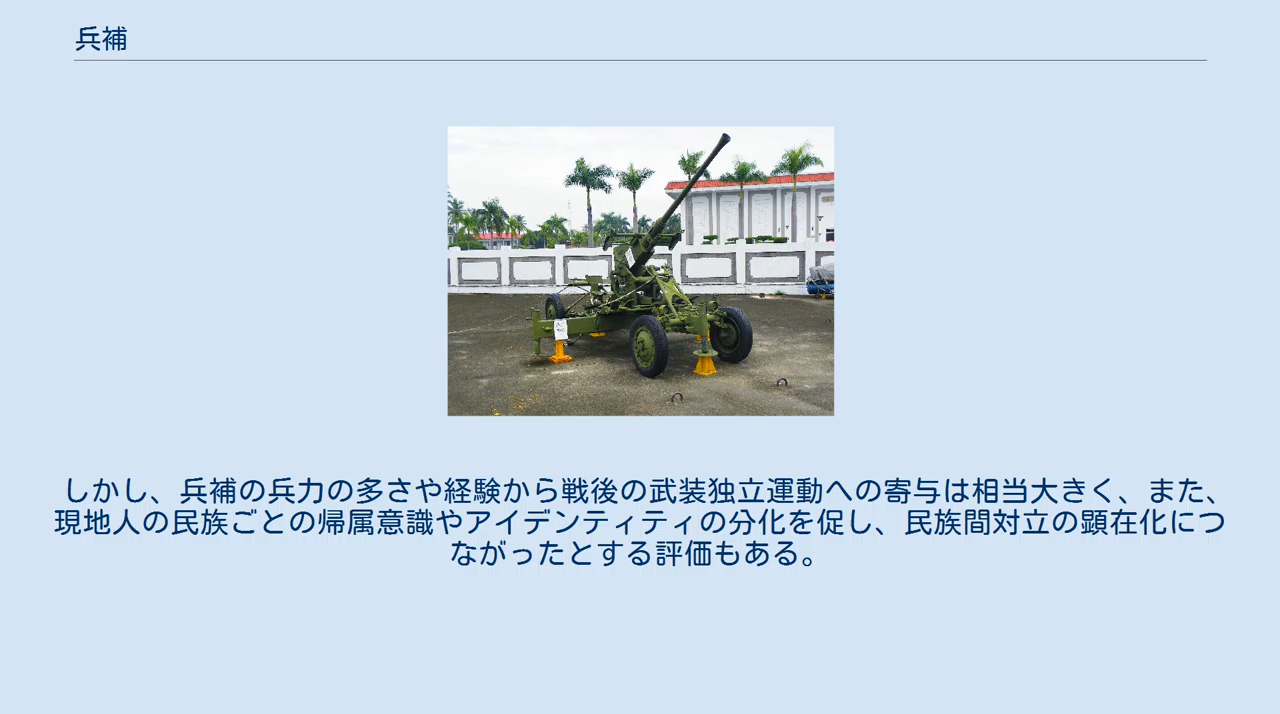 兵補
しかし、兵補の兵力の多さや経験から戦後の武装独立運動への寄与は相当大きく、また、
現地人の民族ごとの帰属意識やアイデンティティの分化を促し、民族間対立の顕在化につ
ながったとする評価もある。